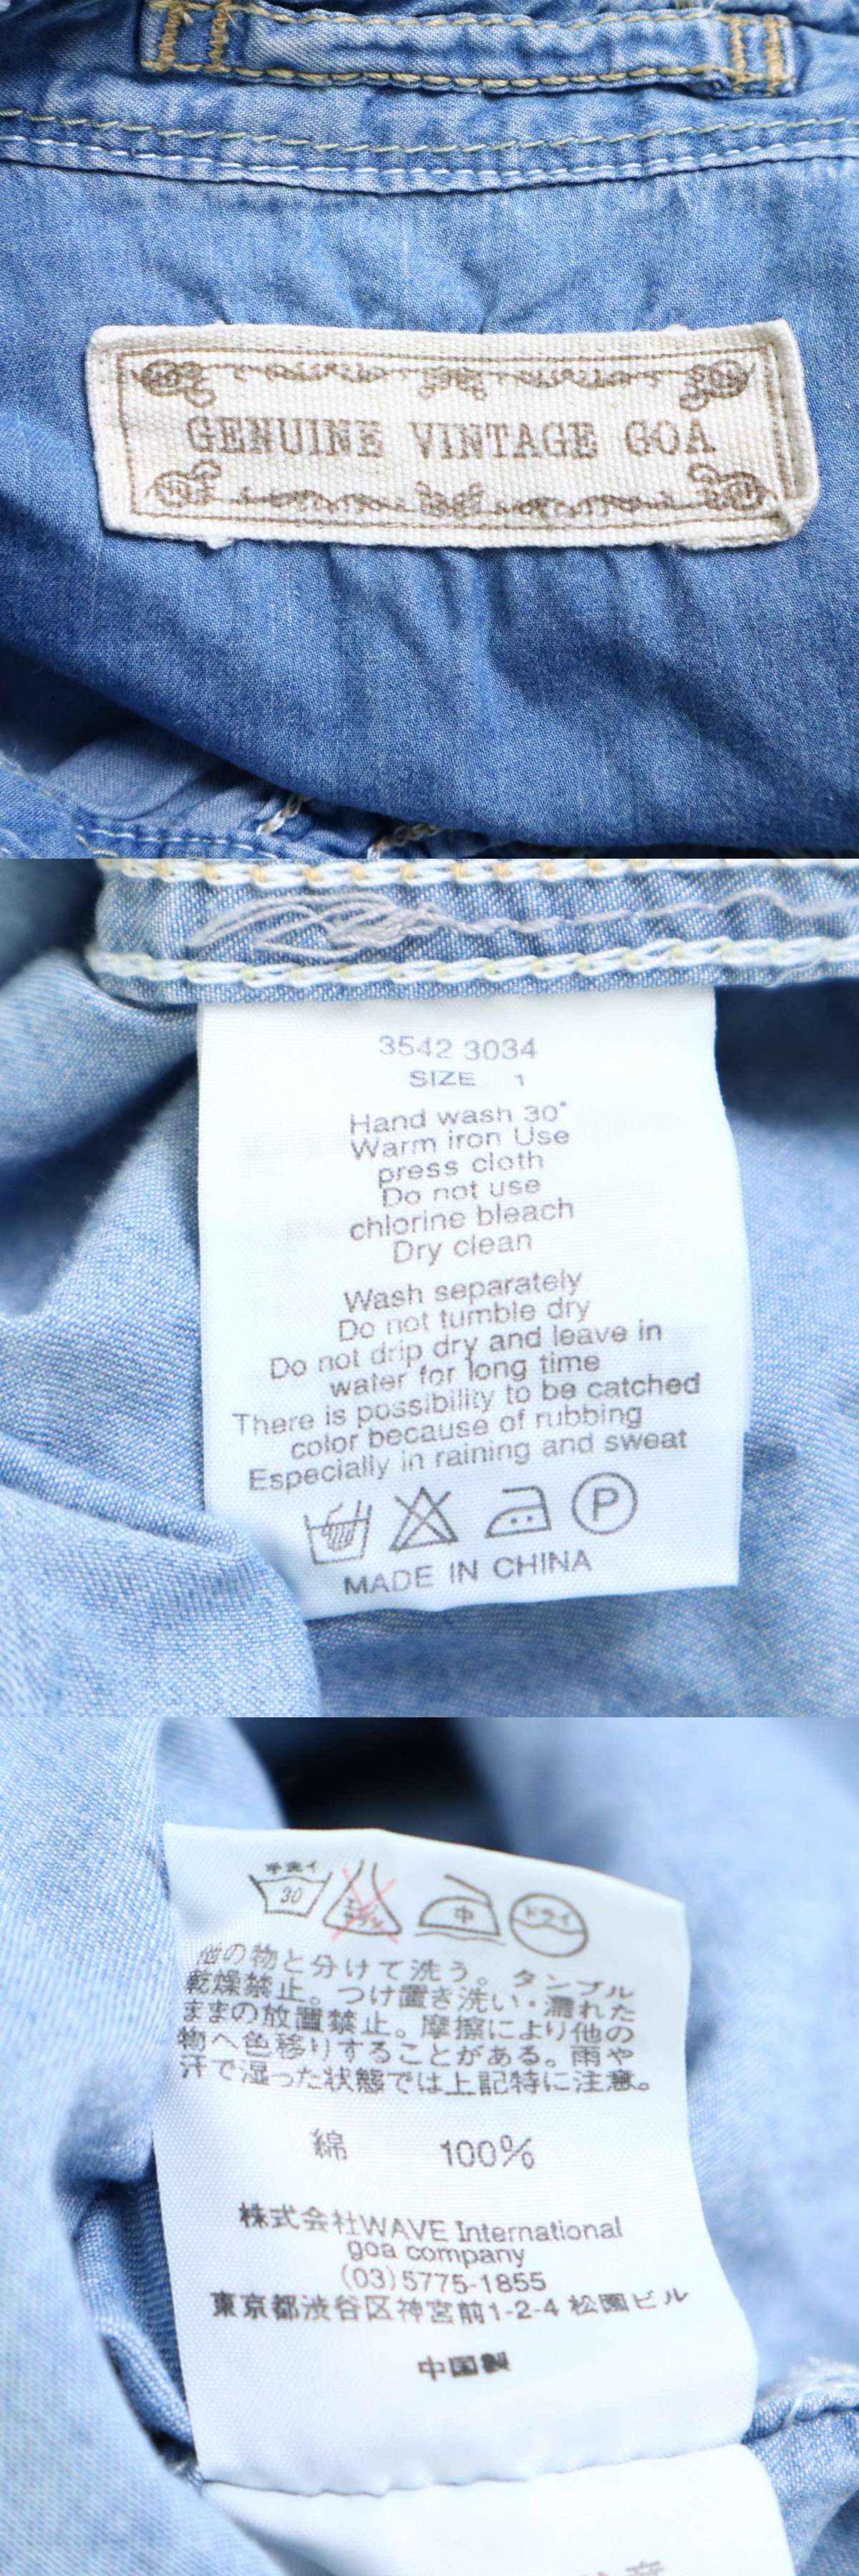 GENUINE VINTAGE GOA
3542 3034
SIZE 1
Hand wash 30°
Warm iron Use
press cloth
Do not use
chlorine bleach
Dry clean
Wash separately
Do not tumble dry
Do not drip dry and leave in
water for long time
There is possibility to be catched
color because of rubbing
Especially in raining and sweat
P
MADE IN CHINA
手洗イ
30
中
ドライ
他の物と分けて洗う。タンブル
乾燥禁止。つけ置き洗い・濡れた
ままの放置禁止。摩擦により他の
物へ色移りすることがある。雨や
汗で湿った状態では上記特に注意。
綿 100%
株式会社WAVE International
goa company
(03)5775-1855
東京都渋谷区神宮前1-2-4 松園ビル
中国製